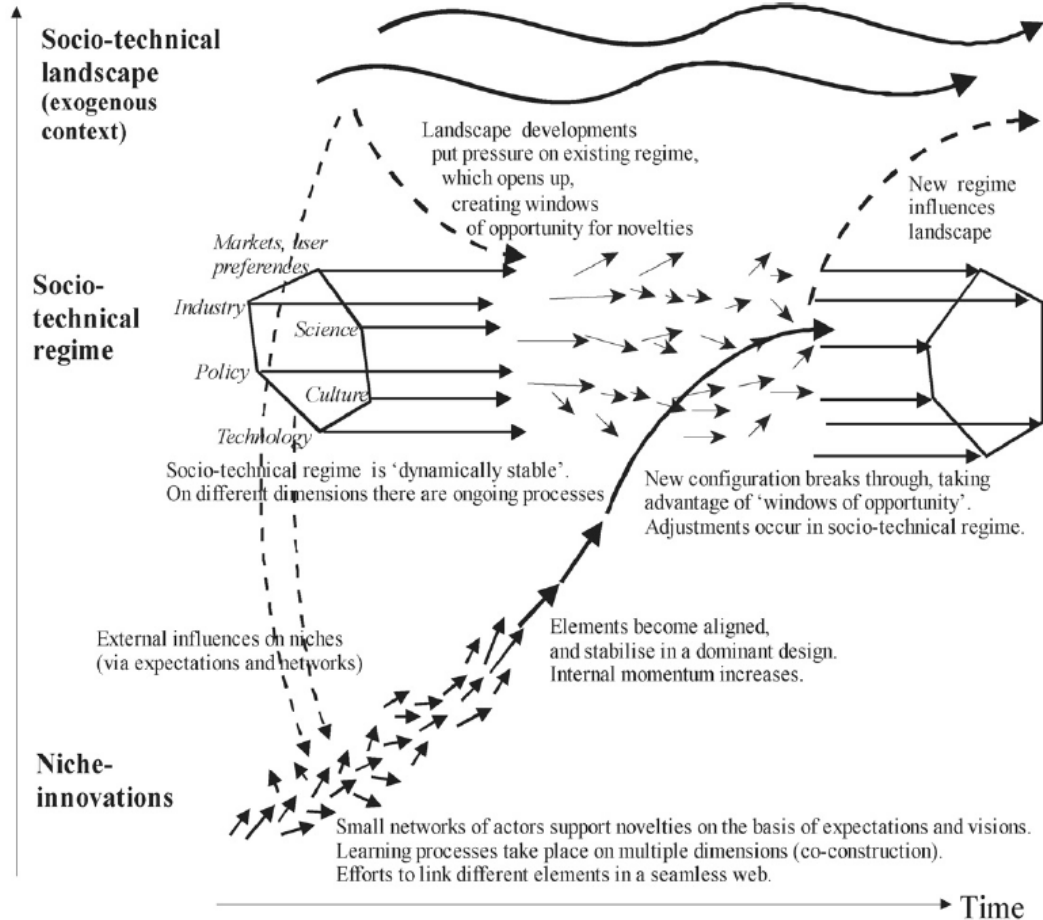 Socio-technical
landscape
(exogenous
context)
Landscape developments
put pressure on existing regime,
which opens up,
creating windows
of opportunity for novelties
New regime
influences
landscape
Markets, user
preferences
Industry
Science
Policy
Culture
Technology
Socio-
technical
regime
Socio-technical regime is ‘dynamically stable’.
On different dimensions there are ongoing processes
New configuration breaks through, taking
advantage of ‘windows of opportunity’.
Adjustments occur in socio-technical regime.
External influences on niches
(via expectations and networks)
Elements become aligned,
and stabilise in a dominant design.
Internal momentum increases.
Niche-
innovations
Small networks of actors support novelties on the basis of expectations and visions.
Learning processes take place on multiple dimensions (co-construction).
Efforts to link different elements in a seamless web.
Time